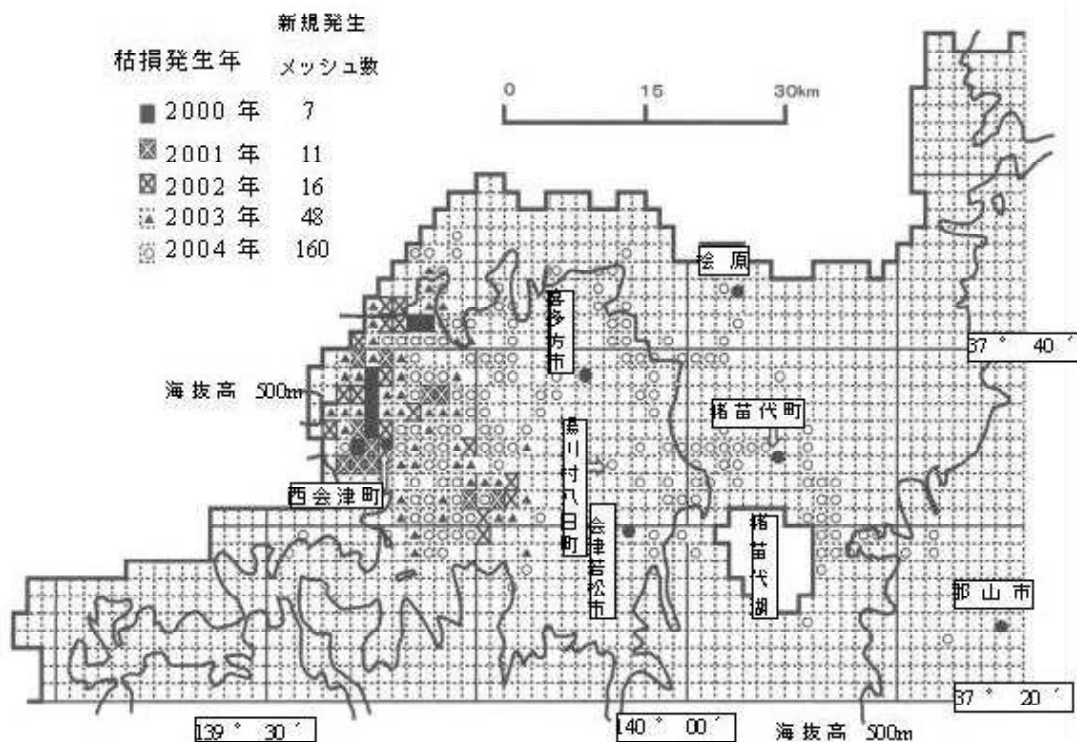 新規発生
枯損発生年 メッシュ数
2000 年 7
2001 年 11
2002 年 16
2003 年 48
2004 年 160
0 15 30km
桧原
喜多方市
37° 40′
海抜高 500m
猪苗代町
湯川村八日町
西会津町
会津若松市
猪苗代湖
郡山市
37° 20′
139° 30′
140° 00′
海抜高 500m